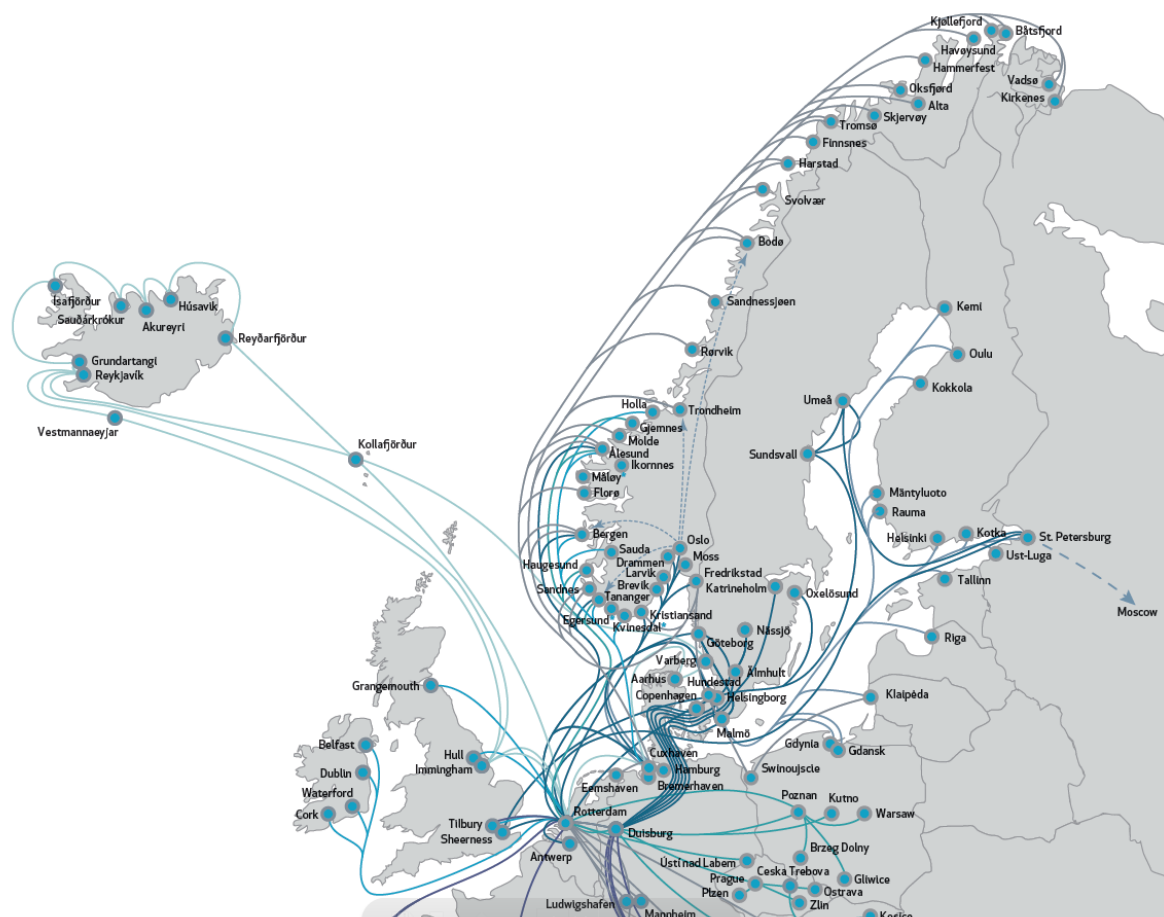 Kjøllefjord
Båtsfjord
Havøysund
Hammerfest
Vadsø
Oksfjørd
Kirkenes
Alta
Skjervøy
Tromsø
Finnsnes
Harstad
Svolvær
Bodø
Ísafjörður
Húsavík
Sandnessjøen
Kemi
Sauðárkrókur
Akureyri
Reyðarfjörður
Rørvik
Oulu
Grundartangi
Reykjavík
Kokkola
Umeå
Holla
Trondheim
Vestmannaeyjar
Gjemnes
Molde
Kollafjörður
Ålesund
Sundsvall
Ikornnes
Måløy
Florø
Mäntyluoto
Rauma
Bergen
Oslo
Helsinki
Kotka
St. Petersburg
Sauda
Moss
Ust-Luga
Drammen
Haugesund
Larvik
Fredrikstad
Tallinn
Sandnes
Brevik
Katrineholm
Oxelösund
Tananger
Moscow
Egersund
Kristiansand
Kvinesdal
Nässjö
Göteborg
Riga
Varberg
Älmhult
Aarhus
Hundestad
Grangemouth
Copenhagen
Helsingborg
Klaipėda
Malmö
Belfast
Gdynia
Gdansk
Hull
Cuxhaven
Immingham
Hamburg
Dublin
Swinoujscie
Eemshaven
Bremerhaven
Waterford
Poznan
Kutno
Cork
Rotterdam
Warsaw
Tilbury
Duisburg
Sheerness
Brzeg Dolny
Antwerp
Ústí nad Labem
Ceska Trebova
Prague
Gliwice
Plzen
Ostrava
Zlín
Ludwigshafen
Mannheim
Kosice